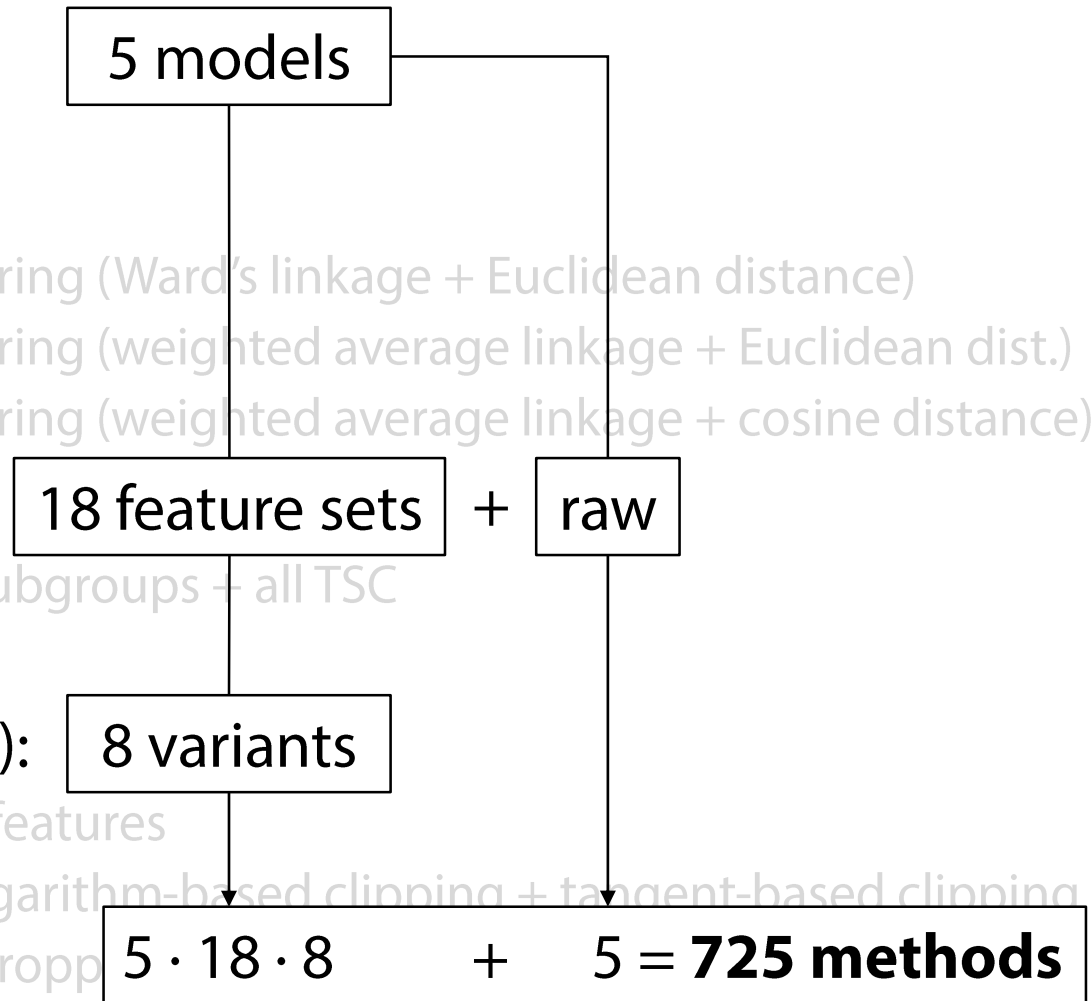 5 models
ring (Ward's linkage + Euclidean distance)
ring (weighted average linkage + Euclidean dist.)
ring (weighted average linkage + cosine distance)
18 feature sets + raw
ubgroups + all TSC
): 8 variants
features
garithm-based clipping + tangent-based clipping
ropp 5 · 18 · 8 + 5 = 725 methods